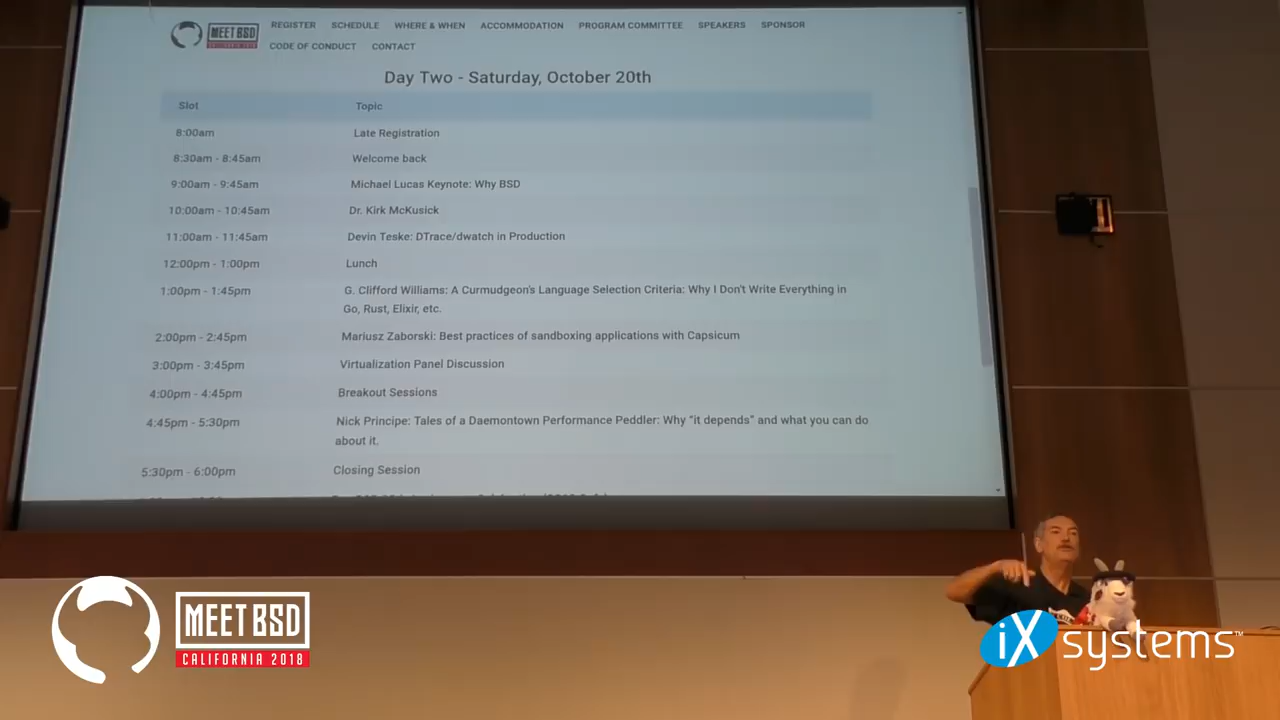 MEET BSD
CALIFORNIA 2018
REGISTER SCHEDULE WHERE & WHEN ACCOMMODATION PROGRAM COMMITTEE SPEAKERS SPONSOR
CODE OF CONDUCT CONTACT
Day Two - Saturday, October 20th
Slot Topic
8:00am Late Registration
8:30am - 8:45am Welcome back
9:00am - 9:45am Michael Lucas Keynote: Why BSD
10:00am - 10:45am Dr. Kirk McKusick
11:00am - 11:45am Devin Teske: DTrace/dwatch in Production
12:00pm - 1:00pm Lunch
1:00pm - 1:45pm G. Clifford Williams: A Curmudgeon's Language Selection Criteria: Why I Don't Write Everything in
Go, Rust, Elixir, etc.
2:00pm - 2:45pm Mariusz Zaborski: Best practices of sandboxing applications with Capsicum
3:00pm - 3:45pm Virtualization Panel Discussion
4:00pm - 4:45pm Breakout Sessions
4:45pm - 5:30pm Nick Principe: Tales of a Daemontown Performance Peddler: Why "it depends" and what you can do
about it.
5:30pm - 6:00pm Closing Session
MEET BSD
CALIFORNIA 2018
iXsystems™